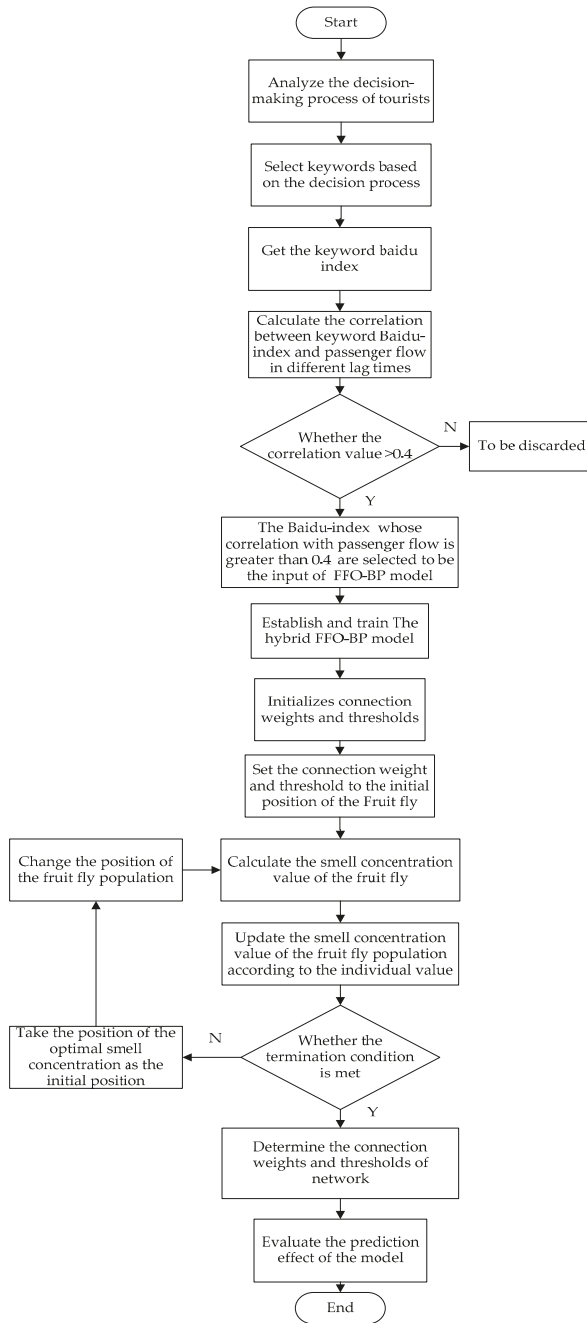 Start
Analyze the decision-
making process of tourists
Select keywords based
on the decision process
Get the keyword baidu
index
Calculate the correlation
between keyword Baidu-
index and passenger flow
in different lag times
Whether the
correlation value >0.4
N
To be discarded
Y
The Baidu-index whose
correlation with passenger flow is
greater than 0.4 are selected to be
the input of FFO-BP model
Establish and train The
hybrid FFO-BP model
Initializes connection
weights and thresholds
Set the connection weight
and threshold to the initial
position of the Fruit fly
Change the position of
the fruit fly population
Calculate the smell concentration
value of the fruit fly
Update the smell concentration
value of the fruit fly population
according to the individual value
Take the position of the
optimal smell
concentration as the
initial position
N
Whether the
termination condition
is met
Y
Determine the connection
weights and thresholds of
network
Evaluate the prediction
effect of the model
End